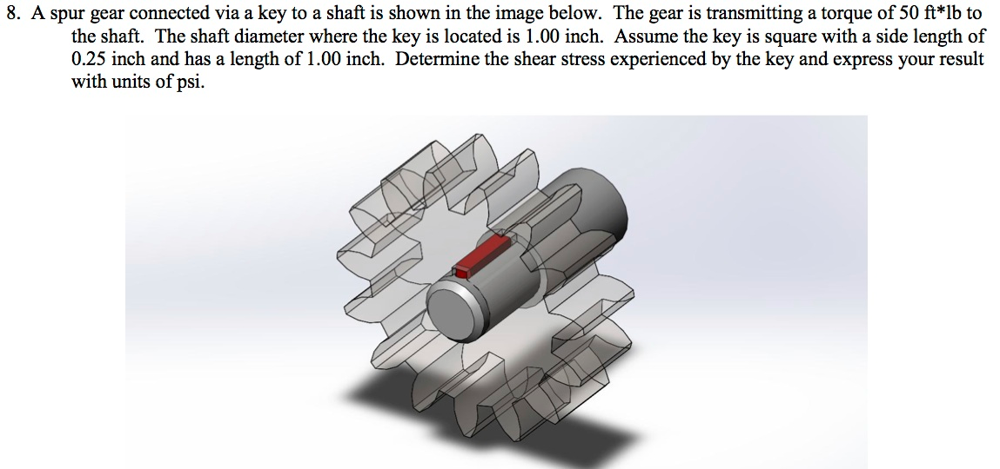 8. A spur gear connected via a key to a shaft is shown in the image below. The gear is transmitting a torque of 50 ft*lb to
the shaft. The shaft diameter where the key is located is 1.00 inch. Assume the key is square with a side length of
0.25 inch and has a length of 1.00 inch. Determine the shear stress experienced by the key and express your result
with units of psi.